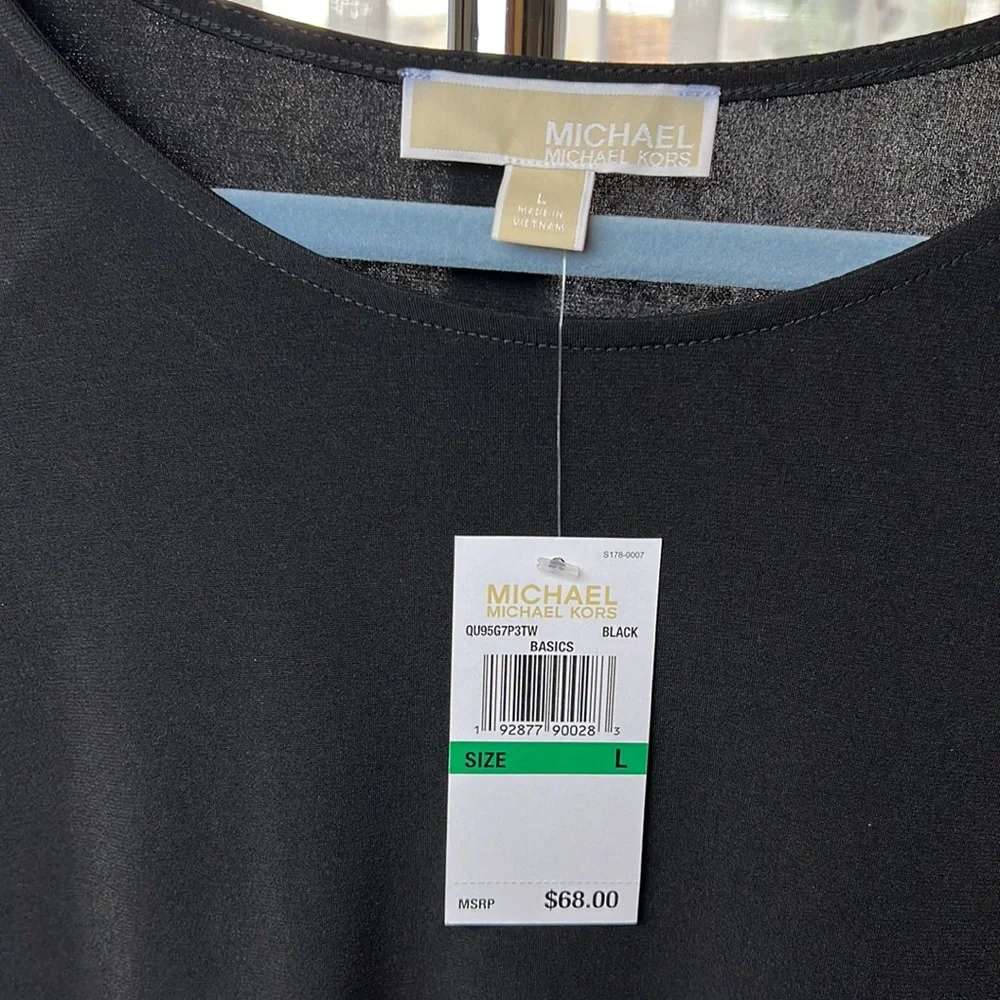 MICHAEL
MICHAEL KORS
L
MADE IN
VIETNAM
S178-0007
MICHAEL
MICHAEL KORS
QU95G7P3TW BLACK
BASICS
1 92877 90028 3
SIZE L
MSRP $68.00